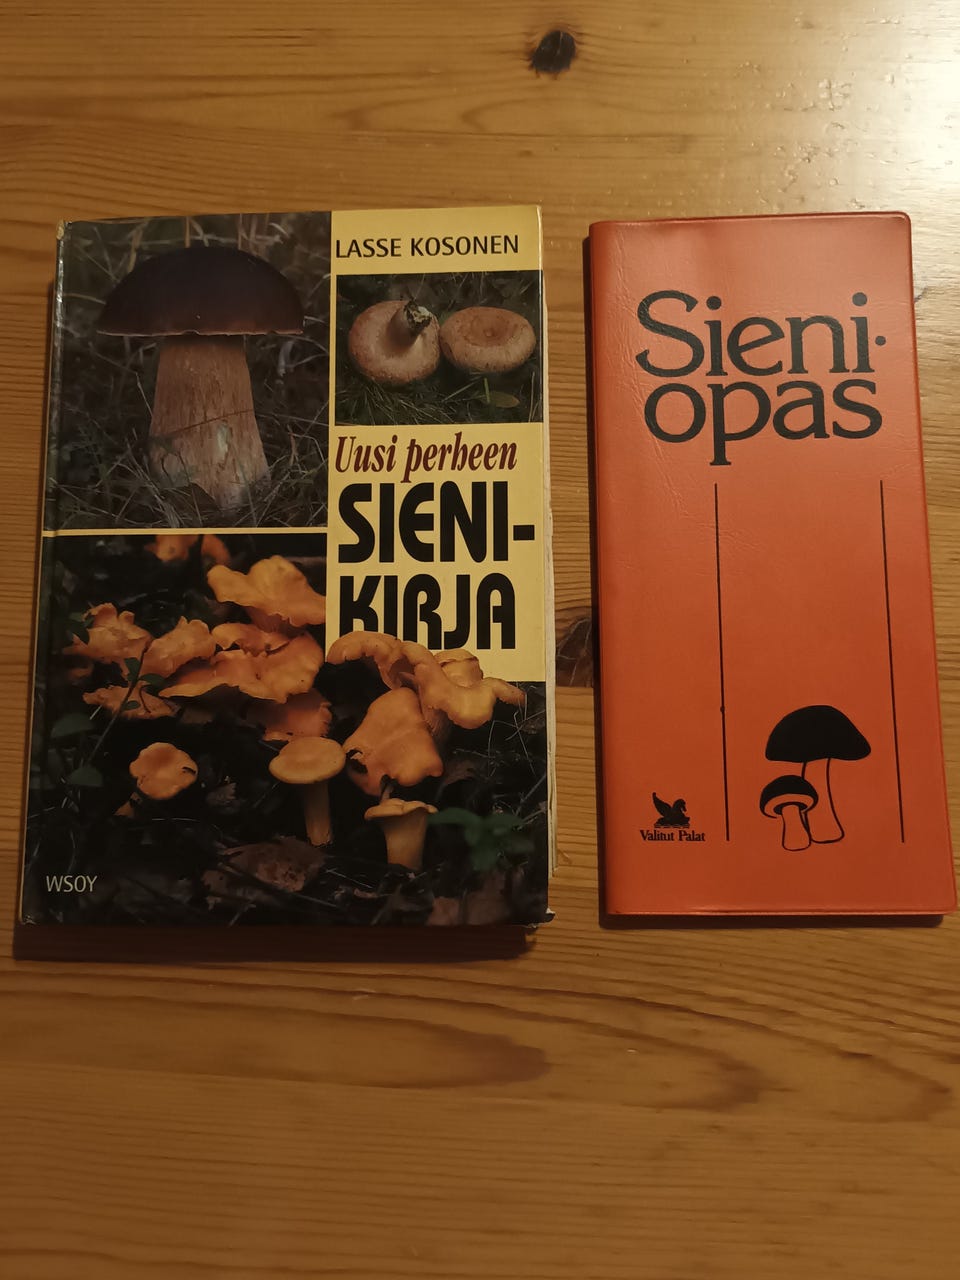 LASSE KOSONEN
Uusi perheen
SIENI-
KIRJA
WSOY
Sieni-
opas
Valitut Palat